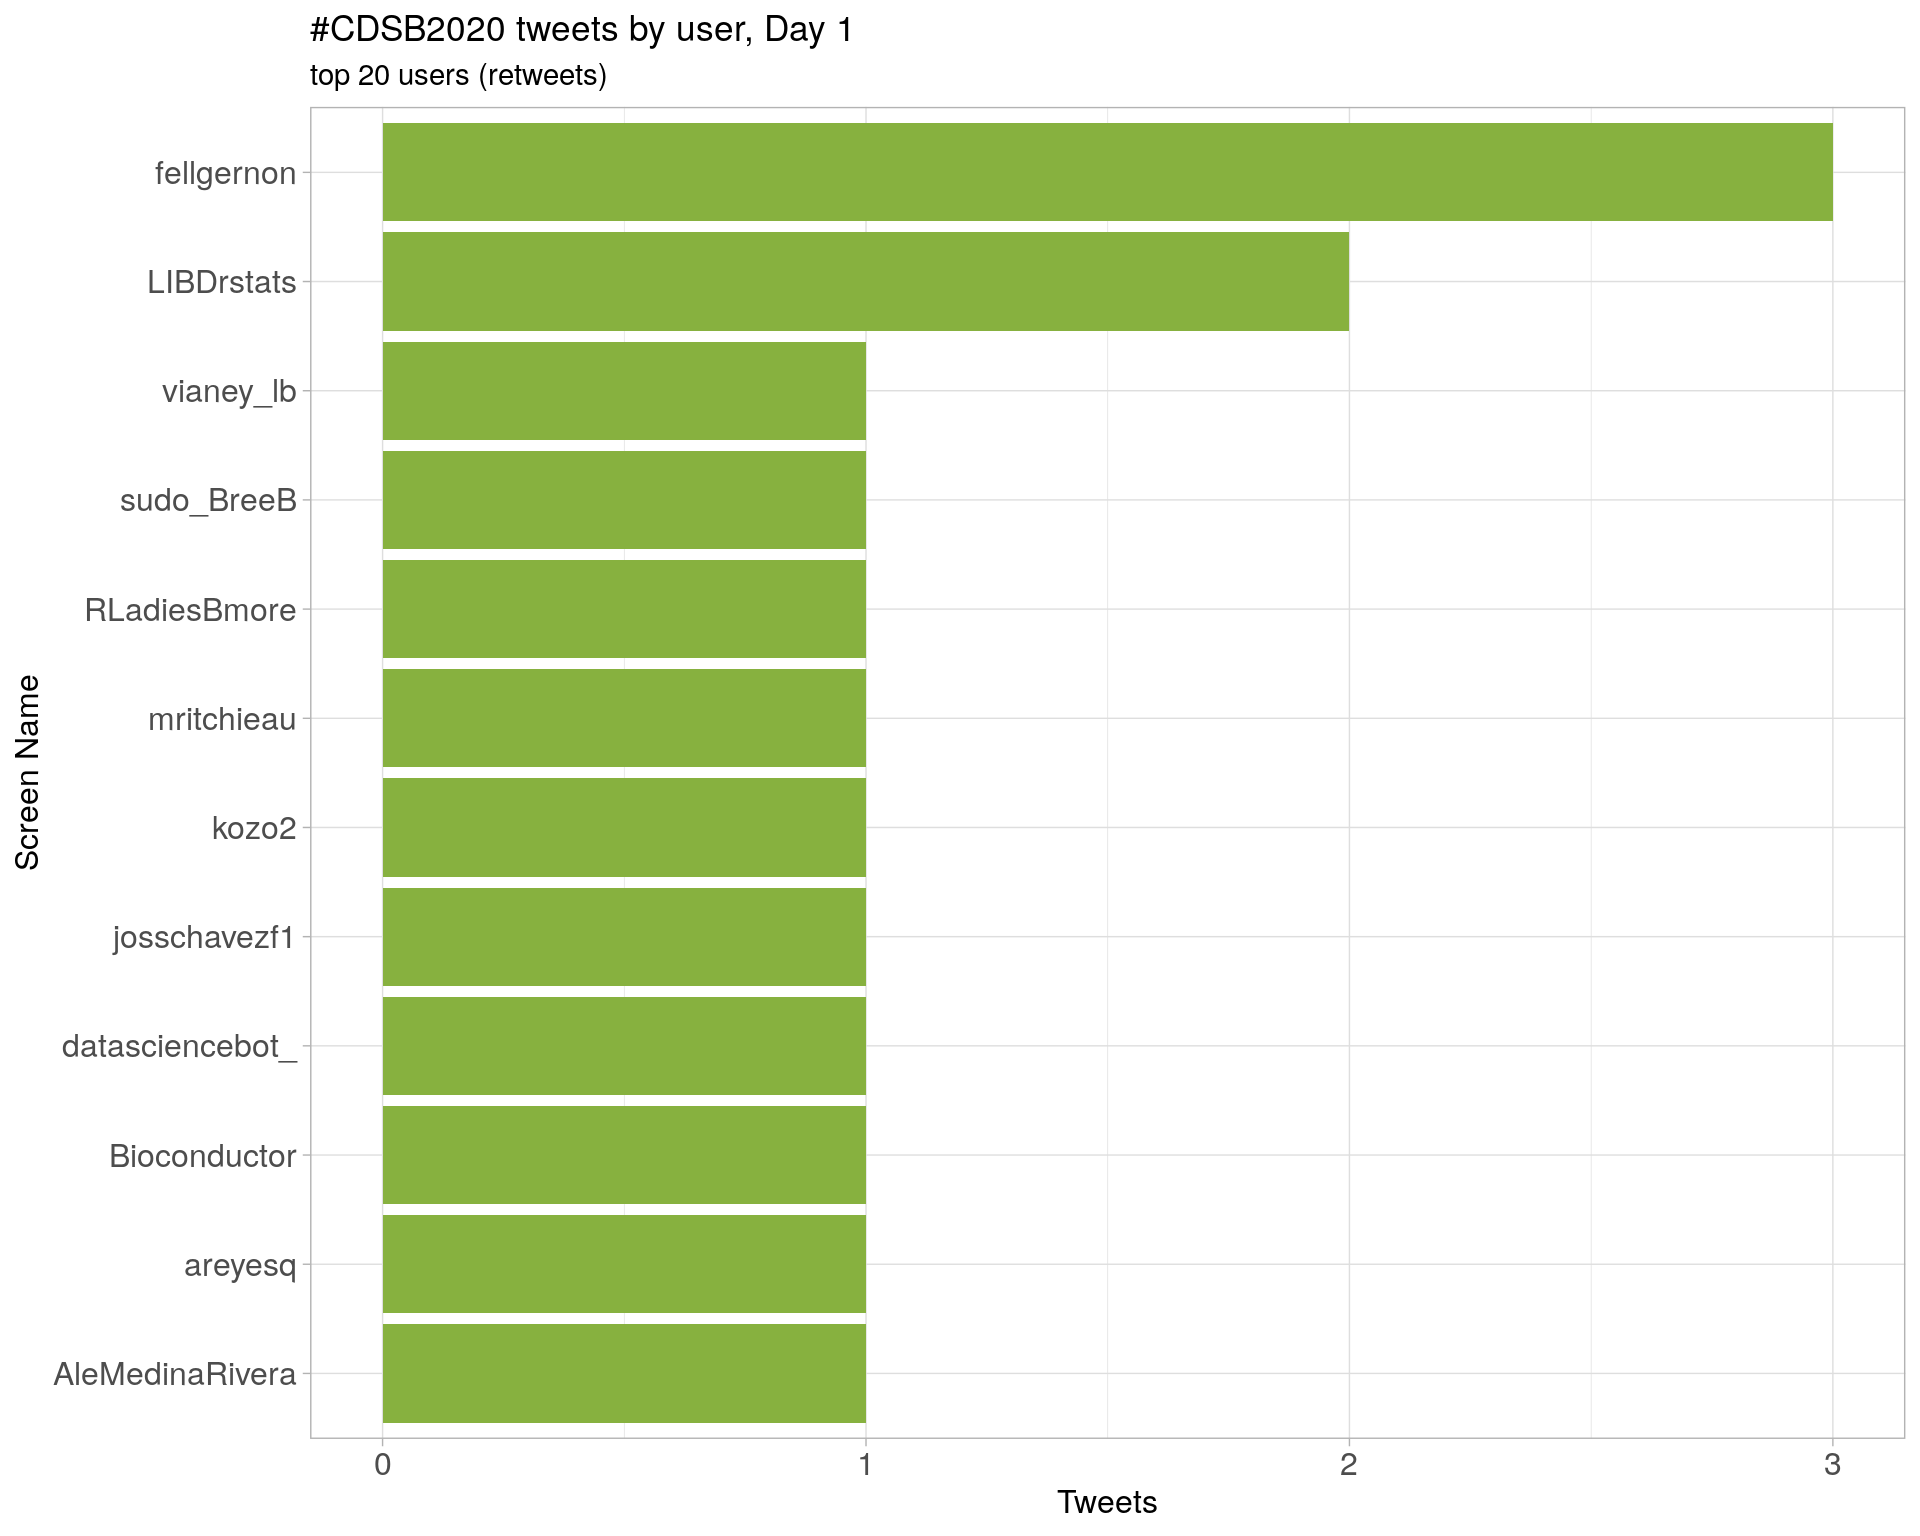 #CDSB2020 tweets by user, Day 1
top 20 users (retweets)
fellgernon
LIBDrstats
vianey_lb
sudo_BreeB
RLadiesBmore
mritchieau
kozo2
josschavezf1
datasciencebot_
Bioconductor
areyesq
AleMedinaRivera
Screen Name
0 1 2 3
Tweets